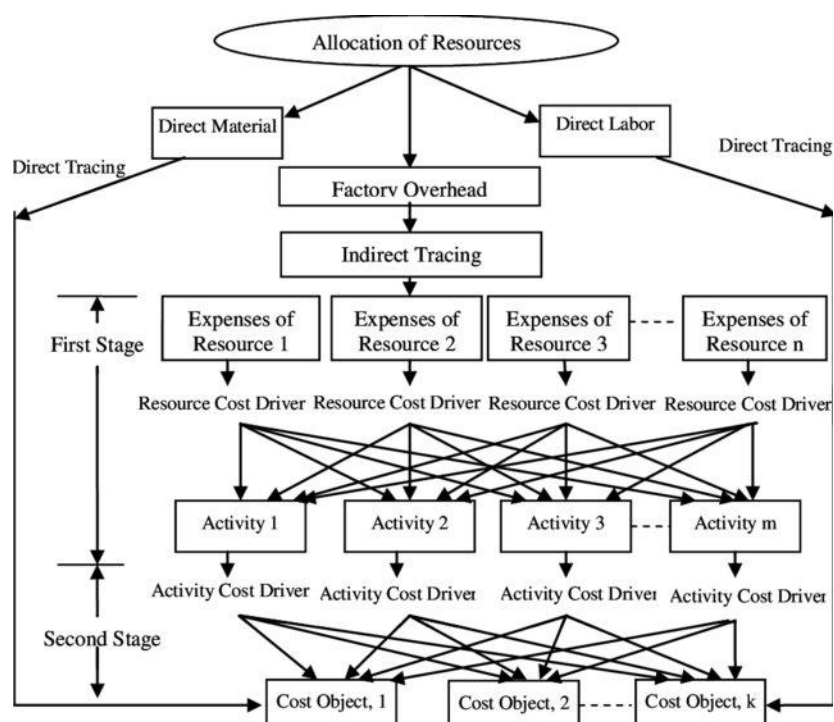 Allocation of Resources
Direct Material
Direct Labor
Direct Tracing
Direct Tracing
Factory Overhead
Indirect Tracing
First Stage
Expenses of
Resource 1
Expenses of
Resource 2
Expenses of
Resource 3
Expenses of
Resource n
Resource Cost Driver
Resource Cost Driver
Resource Cost Driver
Resource Cost Driver
Activity 1
Activity 2
Activity 3
Activity m
Activity Cost Driver
Activity Cost Driver
Activity Cost Driver
Activity Cost Driver
Second Stage
Cost Object, 1
Cost Object, 2
Cost Object, k